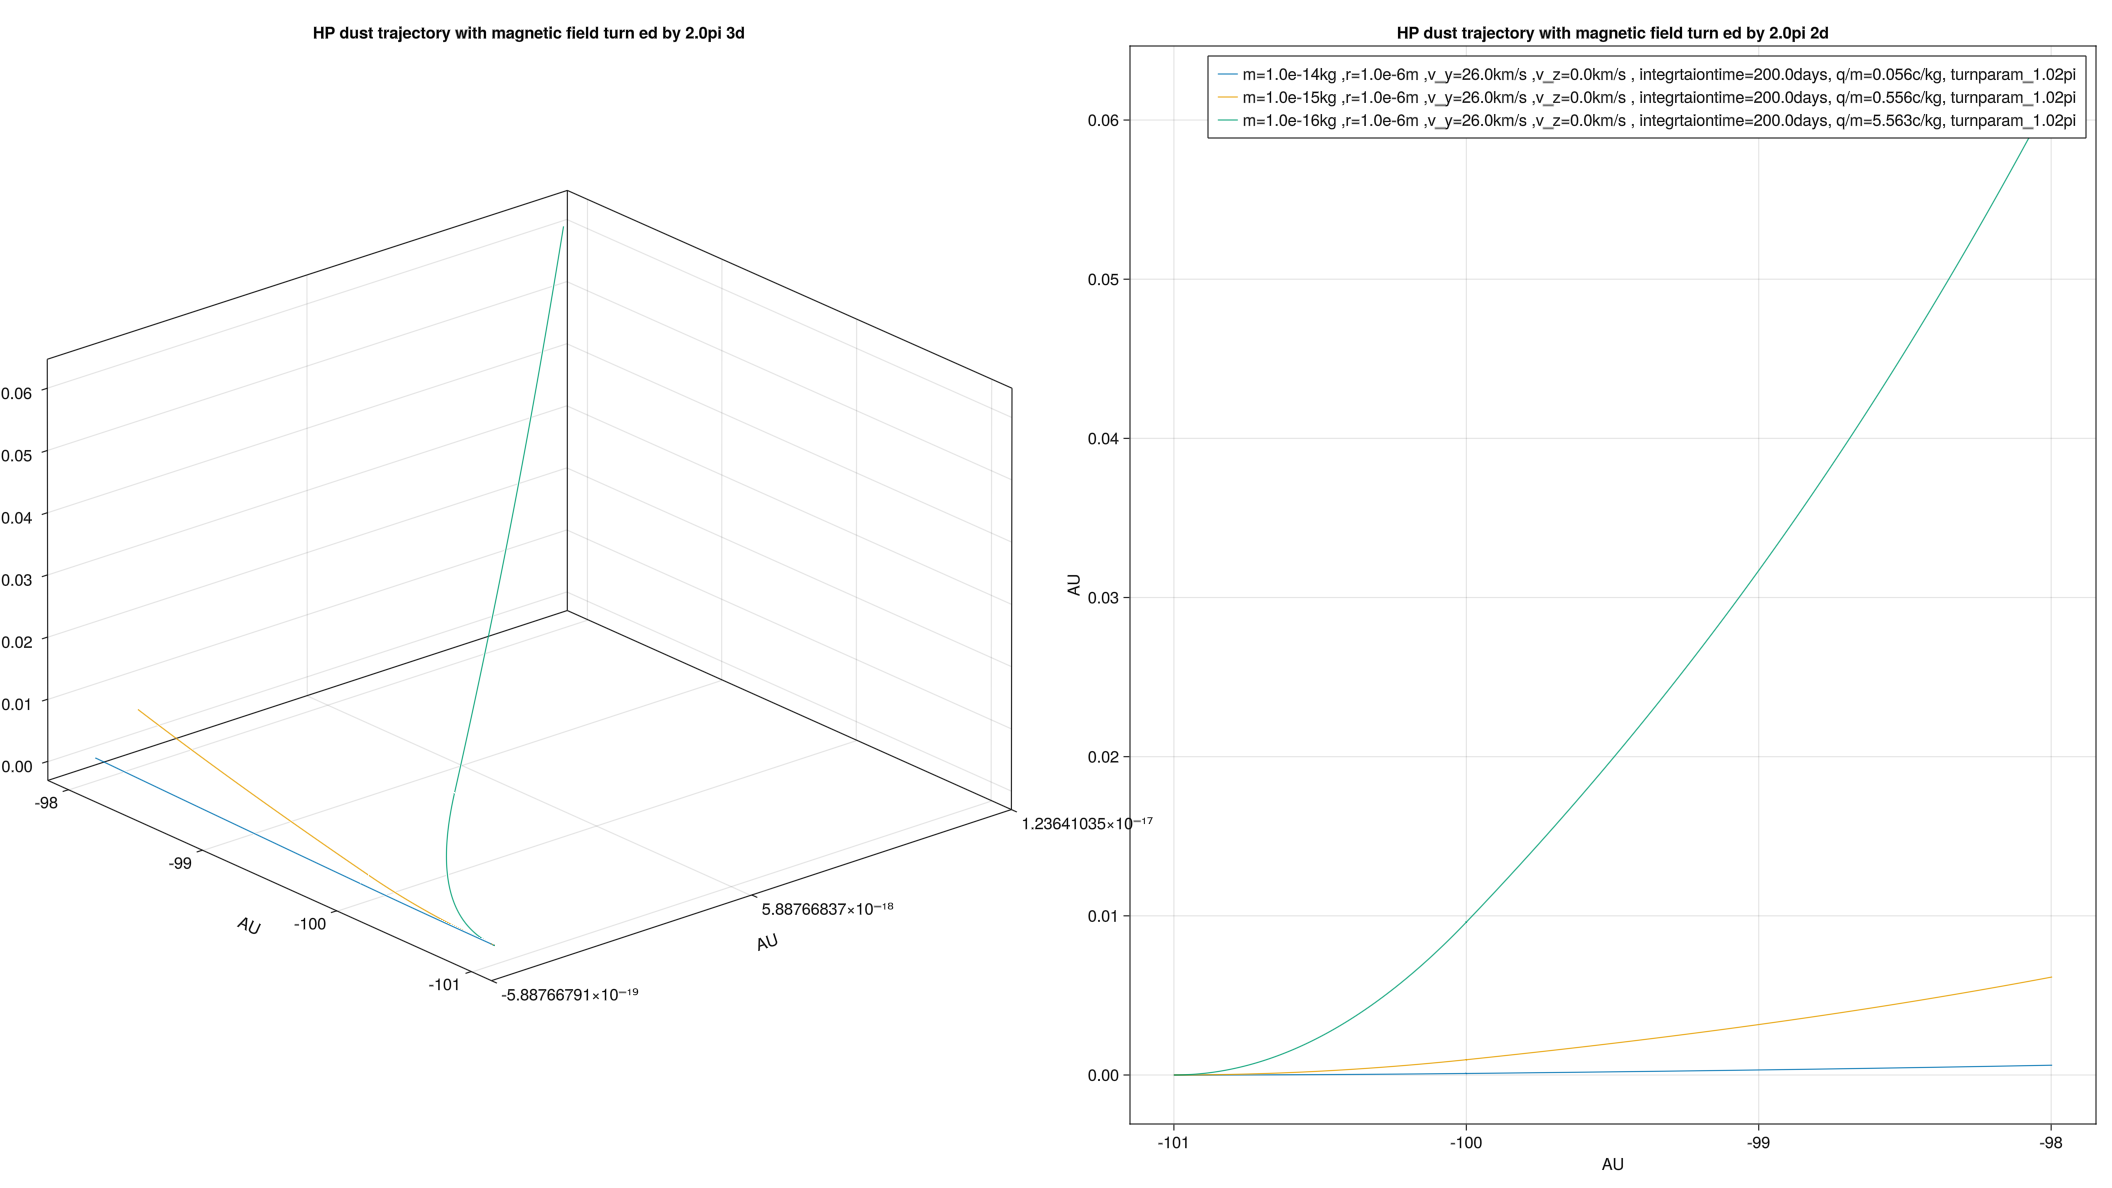 HP dust trajectory with magnetic field turn ed by 2.0pi 3d
0.06
0.05
0.04
0.03
0.02
0.01
0.00
-98
-99
-100
-101
AU
-5.88766791×10⁻¹⁹
5.88766837×10⁻¹⁸
1.23641035×10⁻¹⁷
AU
HP dust trajectory with magnetic field turn ed by 2.0pi 2d
m=1.0e-14kg ,r=1.0e-6m ,v_y=26.0km/s ,v_z=0.0km/s , integrtaiontime=200.0days, q/m=0.056c/kg, turnparam_1.02pi
m=1.0e-15kg ,r=1.0e-6m ,v_y=26.0km/s ,v_z=0.0km/s , integrtaiontime=200.0days, q/m=0.556c/kg, turnparam_1.02pi
m=1.0e-16kg ,r=1.0e-6m ,v_y=26.0km/s ,v_z=0.0km/s , integrtaiontime=200.0days, q/m=5.563c/kg, turnparam_1.02pi
0.06
0.05
0.04
0.03
0.02
0.01
0.00
AU
-101
-100
-99
-98
AU